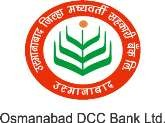 उस्मानाबाद जिल्हा मध्यवर्ती सहकारी बँक लि.
उस्मानाबाद
Osmanabad DCC Bank Ltd.